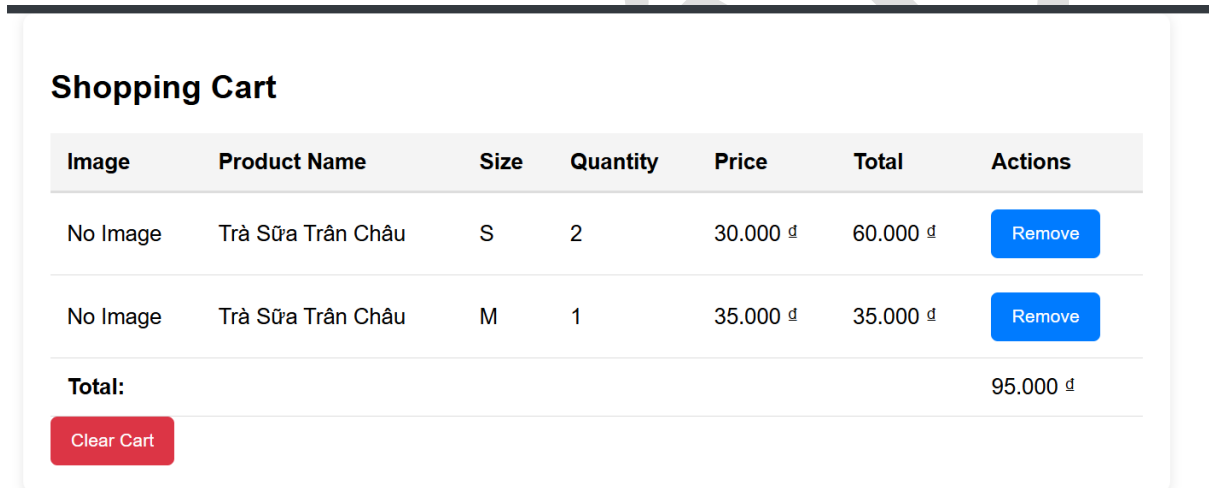 Shopping Cart
Image Product Name Size Quantity Price Total Actions
No Image Trà Sữa Trân Châu S 2 30.000 ₫ 60.000 ₫ Remove
No Image Trà Sữa Trân Châu M 1 35.000 ₫ 35.000 ₫ Remove
Total: 95.000 ₫
Clear Cart